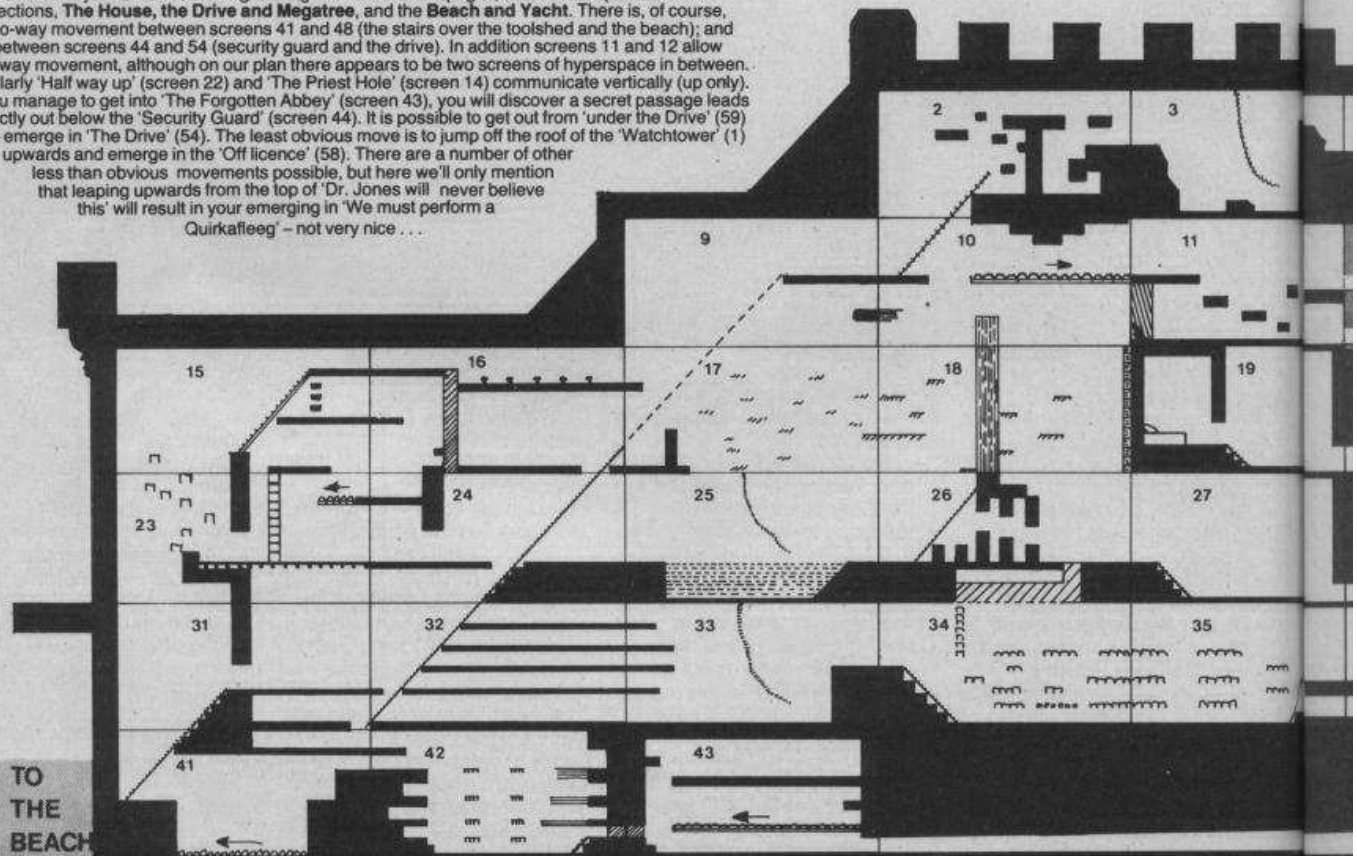 ections, The House, the Drive and Megatree, and the Beach and Yacht. There is, of course,
o-way movement between screens 41 and 48 (the stairs over the toolshed and the beach); and
between screens 44 and 54 (security guard and the drive). In addition screens 11 and 12 allow
way movement, although on our plan there appears to be two screens of hyperspace in between.
larly 'Half way up' (screen 22) and 'The Priest Hole' (screen 14) communicate vertically (up only).
u manage to get into 'The Forgotten Abbey' (screen 43), you will discover a secret passage leads
ctly out below the 'Security Guard' (screen 44). It is possible to get out from 'under the Drive' (59)
emerge in 'The Drive' (54). The least obvious move is to jump off the roof of the 'Watchtower' (1)
upwards and emerge in the 'Off licence' (58). There are a number of other
less than obvious movements possible, but here we'll only mention
that leaping upwards from the top of 'Dr. Jones will never believe
this' will result in your emerging in 'We must perform a
Quirkafleeg' – not very nice . . .
2
3
9
10
11
15
16
17
18
19
23
24
25
26
27
31
32
33
34
35
41
42
43
TO
THE
BEACH